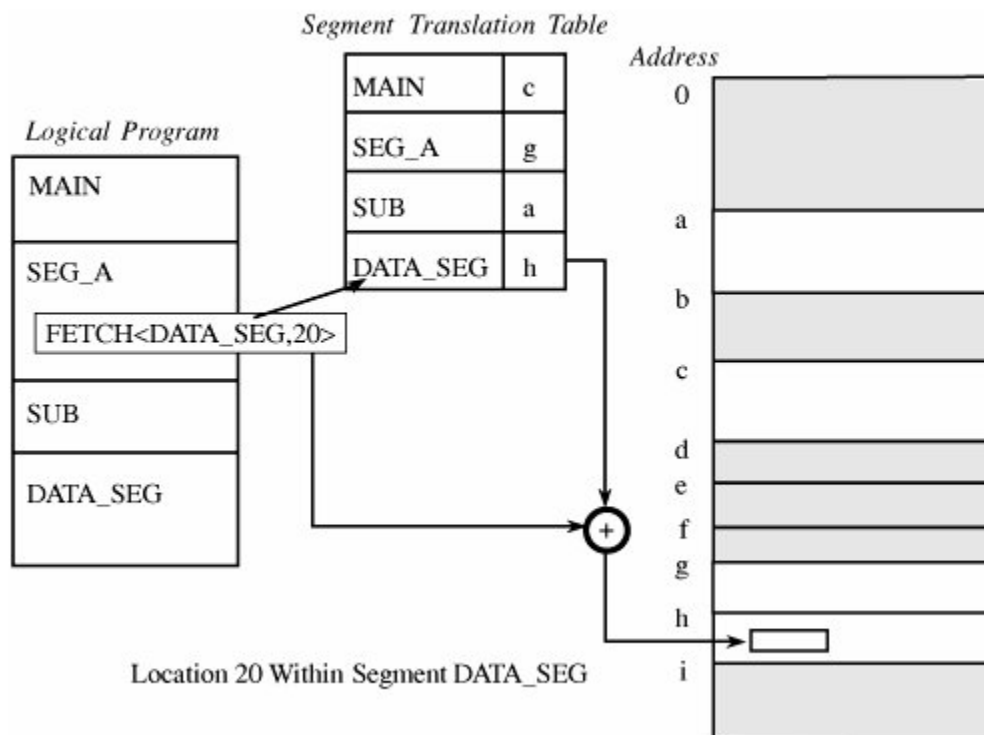 Segment Translation Table
MAIN c
SEG_A g
SUB a
DATA_SEG h
Logical Program
MAIN
SEG_A
FETCH<DATA_SEG,20>
SUB
DATA_SEG
+
Address
0
a
b
c
d
e
f
g
h
i
Location 20 Within Segment DATA_SEG